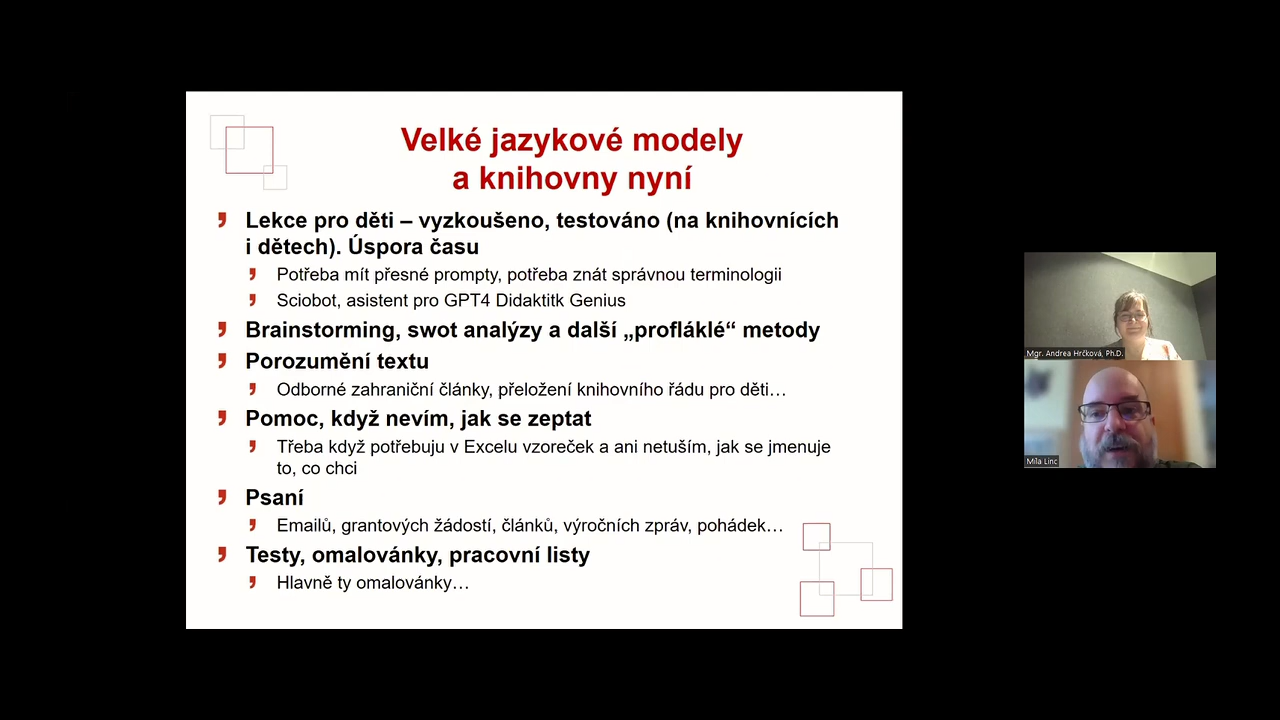 Velké jazykové modely
a knihovny nyní
Lekce pro děti – vyzkoušeno, testováno (na knihovnících
i dětech). Úspora času
Potřeba mít přesné prompty, potřeba znát správnou terminologii
Sciobot, asistent pro GPT4 Didaktitk Genius
Brainstorming, swot analýzy a další „profláklé“ metody
Porozumění textu
Odborné zahraniční články, přeložení knihovního řádu pro děti…
Pomoc, když nevím, jak se zeptat
Třeba když potřebuju v Excelu vzoreček a ani netuším, jak se jmenuje
to, co chci
Psaní
Emailů, grantových žádostí, článků, výročních zpráv, pohádek…
Testy, omalovánky, pracovní listy
Hlavně ty omalovánky…
Mgr. Andrea Hrčková, Ph.D.
Míla Linc